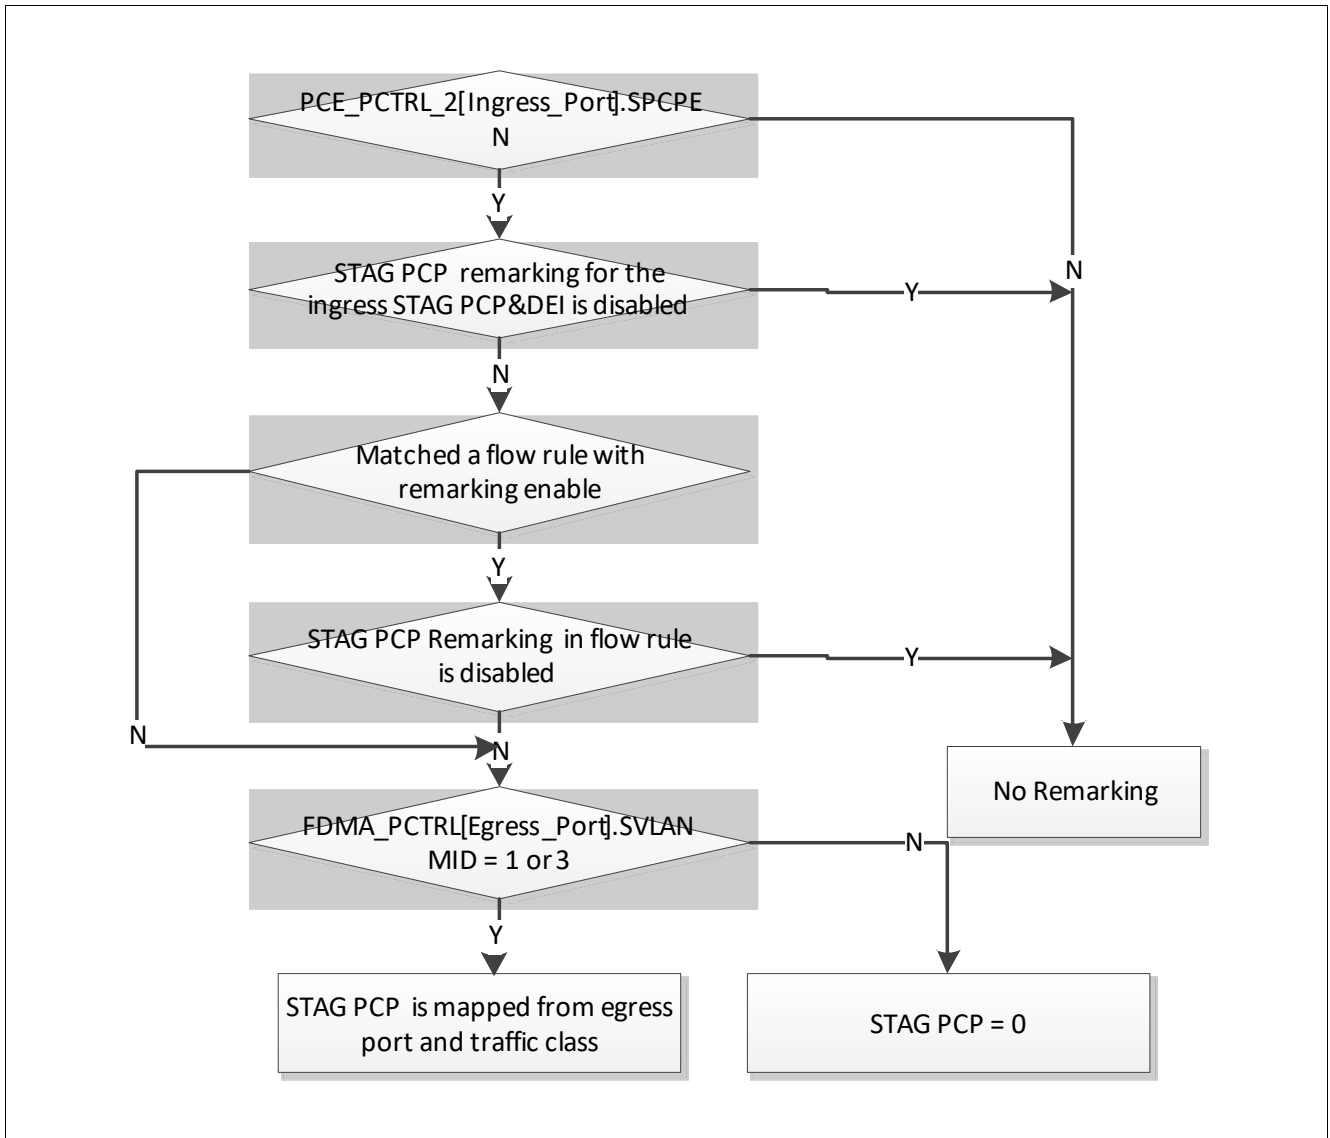 PCE_PCTRL_2[Ingress_Port].SPCPE
N
Y
N
STAG PCP remarking for the
ingress STAG PCP&DEI is disabled
Y
N
Matched a flow rule with
remarking enable
Y
STAG PCP Remarking in flow rule
is disabled
Y
N
N
No Remarking
FDMA_PCTRL[Egress_Port].SVLAN
MID = 1 or 3
N
Y
STAG PCP is mapped from egress
port and traffic class
STAG PCP = 0